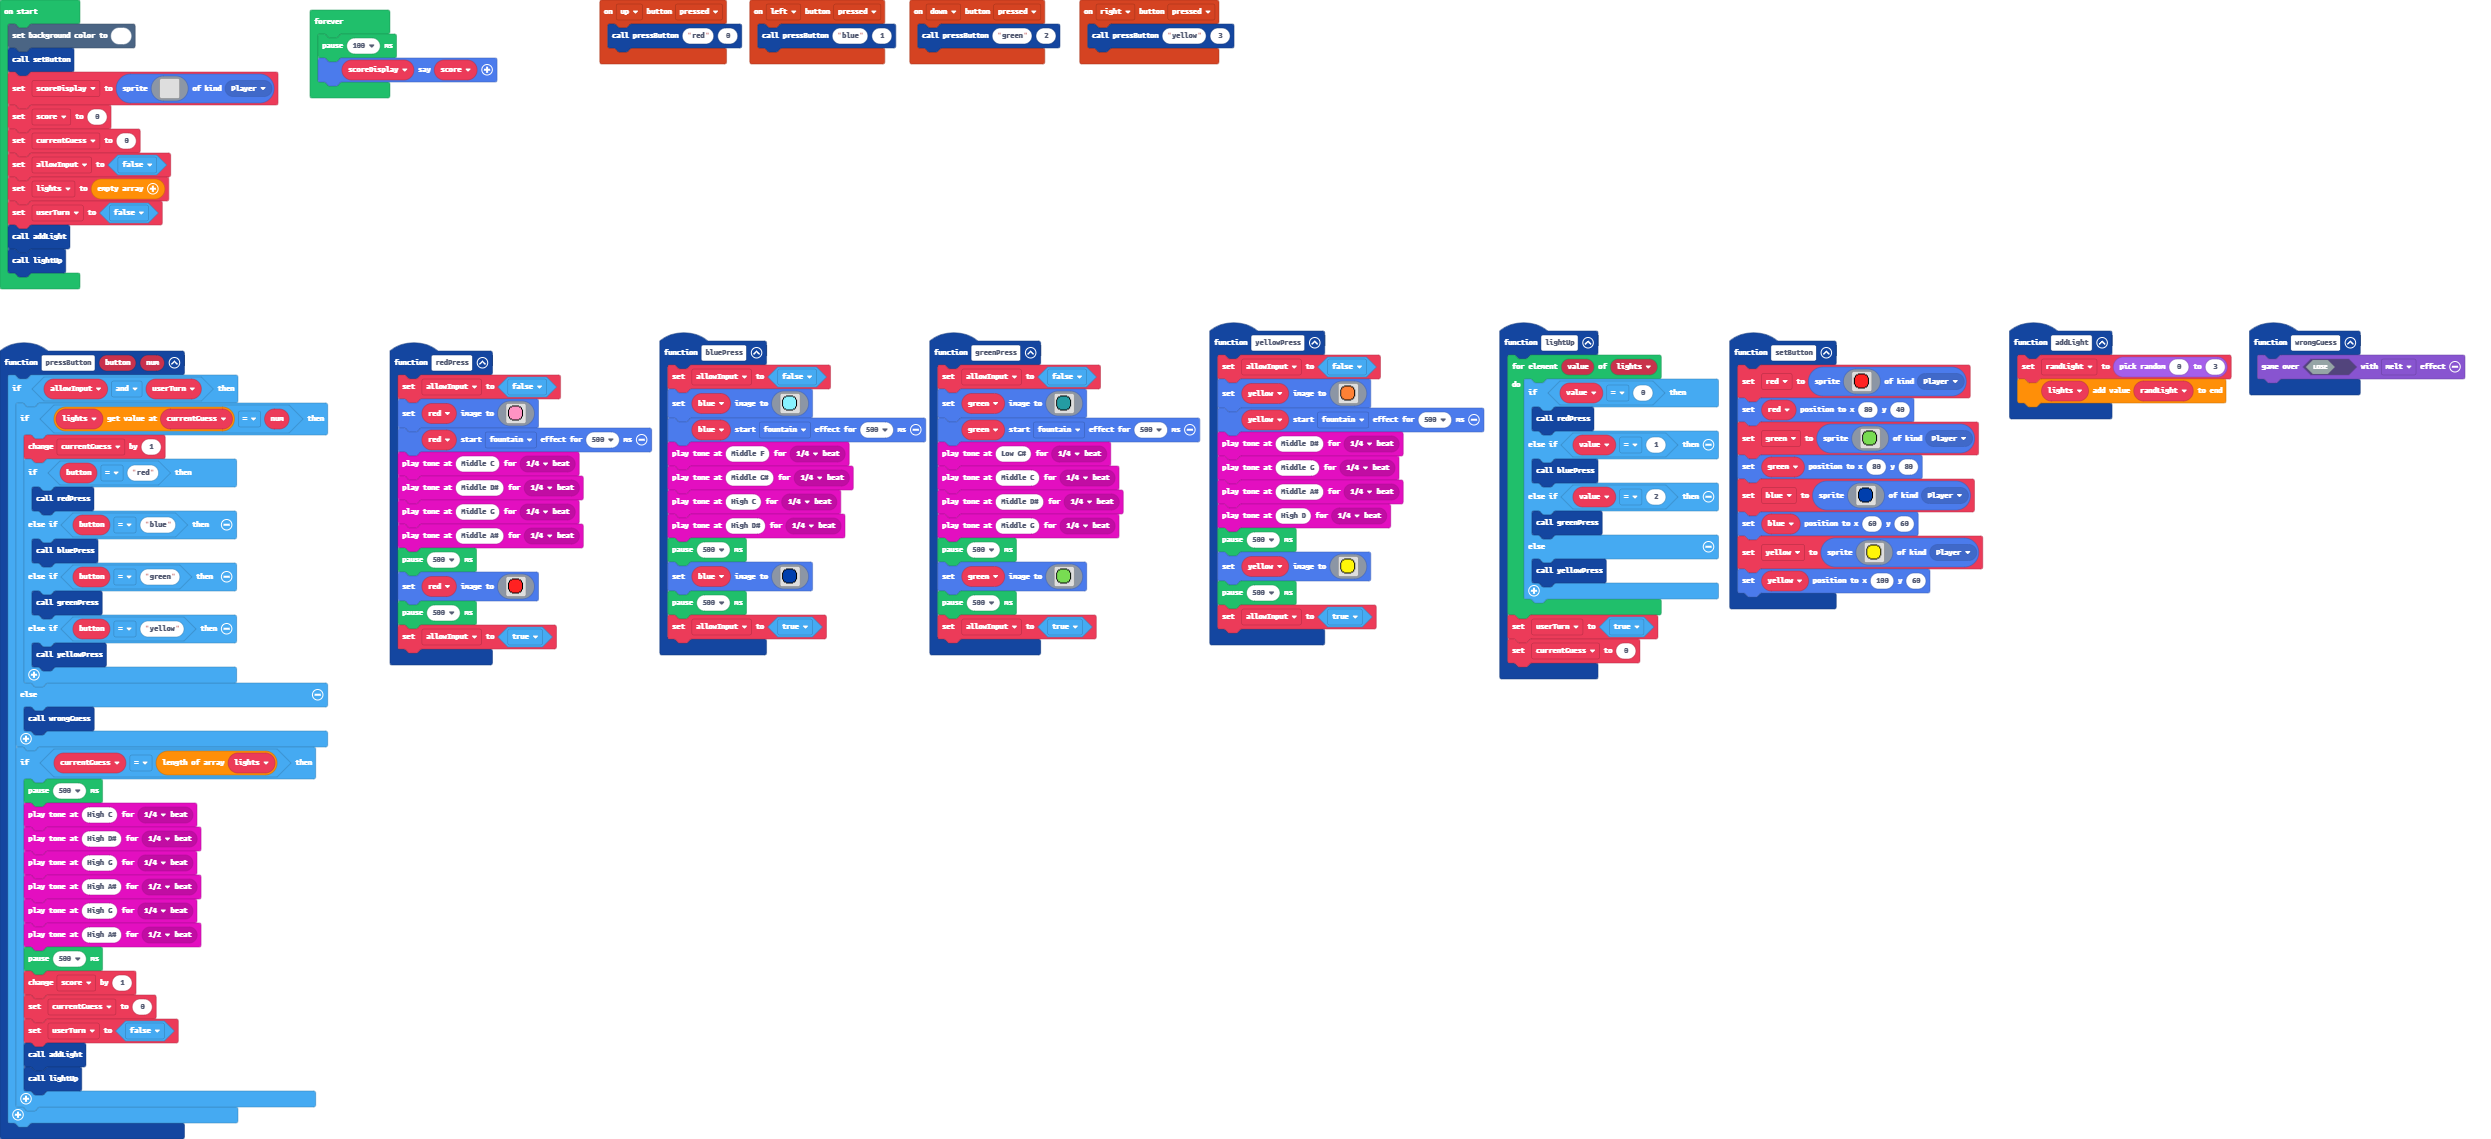 on start
set background color to
call setButton
set scoreDisplay to sprite of kind Player
set score to 0
set currentGuess to 0
set allowInput to false
set lights to empty array
set userTurn to false
call addLight
call lightUp
forever
pause 100 ms
scoreDisplay say score
on up button pressed
call pressButton "red" 0
on left button pressed
call pressButton "blue" 1
on down button pressed
call pressButton "green" 2
on right button pressed
call pressButton "yellow" 3
function pressButton button num
if allowInput and userTurn then
if lights get value at currentGuess = num then
change currentGuess by 1
if button = "red" then
call redPress
else if button = "blue" then
call bluePress
else if button = "green" then
call greenPress
else if button = "yellow" then
call yellowPress
else
call wrongGuess
if currentGuess = length of array lights then
pause 500 ms
play tone at High C for 1/4 beat
play tone at High D# for 1/4 beat
play tone at High G for 1/4 beat
play tone at High A# for 1/2 beat
play tone at High G for 1/4 beat
play tone at High A# for 1/2 beat
pause 500 ms
change score by 1
set currentGuess to 0
set userTurn to false
call addLight
call lightUp
function redPress
set allowInput to false
set red image to
red start fountain effect for 500 ms
play tone at Middle C for 1/4 beat
play tone at Middle D# for 1/4 beat
play tone at Middle G for 1/4 beat
play tone at Middle A# for 1/4 beat
pause 500 ms
set red image to
pause 500 ms
set allowInput to true
function bluePress
set allowInput to false
set blue image to
blue start fountain effect for 500 ms
play tone at Middle F for 1/4 beat
play tone at Middle G# for 1/4 beat
play tone at High C for 1/4 beat
play tone at High D# for 1/4 beat
pause 500 ms
set blue image to
pause 500 ms
set allowInput to true
function greenPress
set allowInput to false
set green image to
green start fountain effect for 500 ms
play tone at Low G# for 1/4 beat
play tone at Middle C for 1/4 beat
play tone at Middle D# for 1/4 beat
play tone at Middle G for 1/4 beat
pause 500 ms
set green image to
pause 500 ms
set allowInput to true
function yellowPress
set allowInput to false
set yellow image to
yellow start fountain effect for 500 ms
play tone at Middle D# for 1/4 beat
play tone at Middle G for 1/4 beat
play tone at Middle A# for 1/4 beat
play tone at High D for 1/4 beat
pause 500 ms
set yellow image to
pause 500 ms
set allowInput to true
function lightUp
for element value of lights
do if value = 0 then
call redPress
else if value = 1 then
call bluePress
else if value = 2 then
call greenPress
else
call yellowPress
set userTurn to true
set currentGuess to 0
function setButton
set red to sprite of kind Player
set red position to x 80 y 40
set green to sprite of kind Player
set green position to x 80 y 80
set blue to sprite of kind Player
set blue position to x 60 y 60
set yellow to sprite of kind Player
set yellow position to x 100 y 60
function addLight
set randLight to pick random 0 to 3
lights add value randLight to end
function wrongGuess
game over LOSE with melt effect